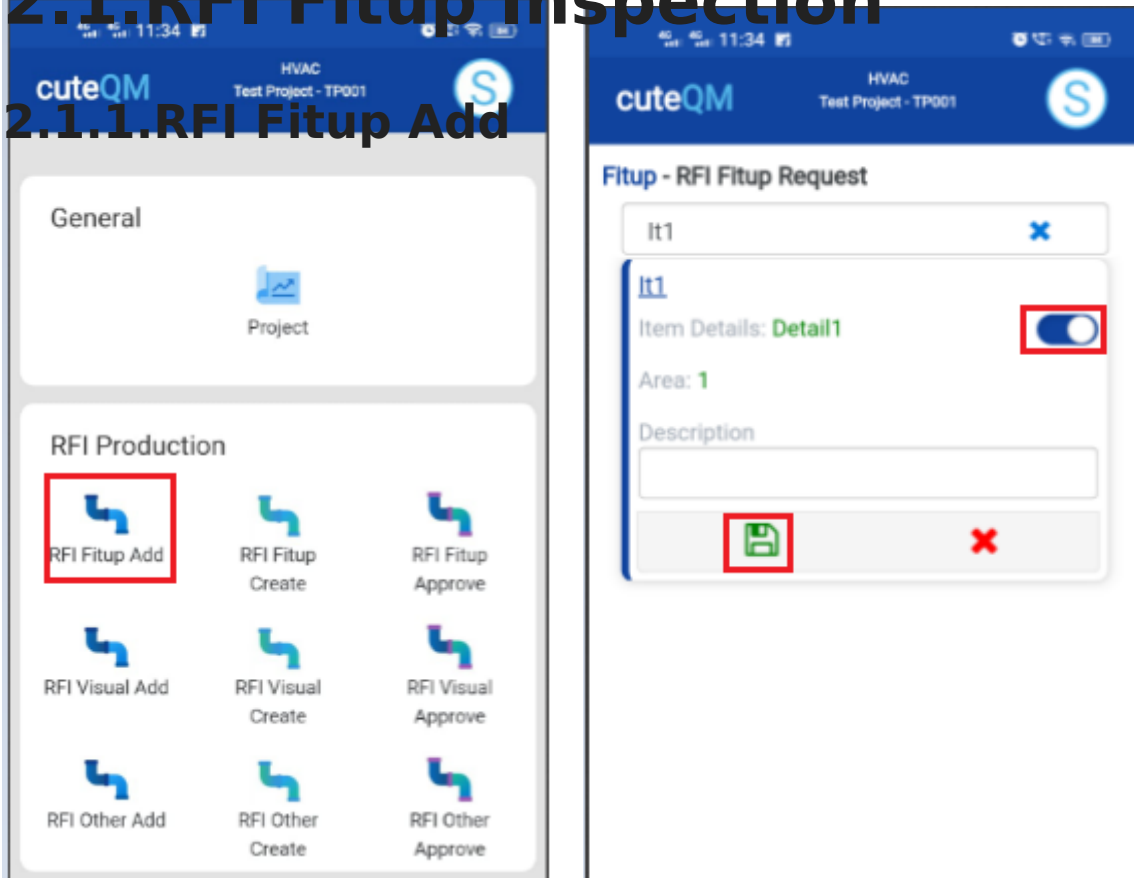 2.1.RFI Fitup Inspection
11:34
cuteQM
HVAC
Test Project - TP001
S
2.1.1.RFI Fitup Add
General
Project
RFI Production
RFI Fitup Add
RFI Fitup
Create
RFI Fitup
Approve
RFI Visual Add
RFI Visual
Create
RFI Visual
Approve
RFI Other Add
RFI Other
Create
RFI Other
Approve
11:34
cuteQM
HVAC
Test Project - TP001
S
Fitup - RFI Fitup Request
It1
It1
Item Details: Detail1
Area: 1
Description